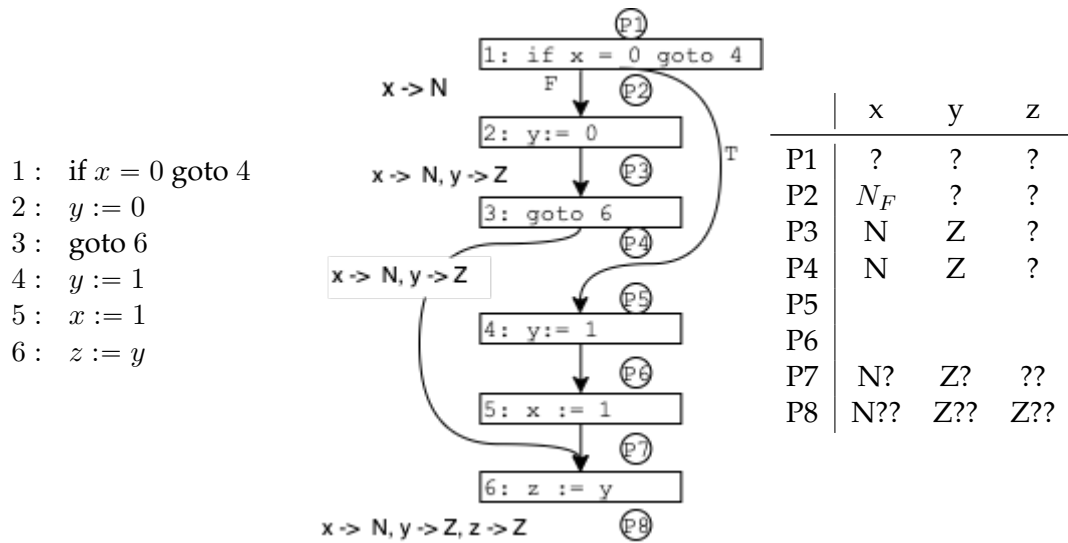 1 : if x = 0 goto 4
2 : y := 0
3 : goto 6
4 : y := 1
5 : x := 1
6 : z := y
P1
1: if x = 0 goto 4
x -> N
F
P2
T
2: y:= 0
x -> N, y -> Z
P3
3: goto 6
P4
x -> N, y -> Z
P5
4: y:= 1
P6
5: x := 1
P7
6: z := y
x -> N, y -> Z, z -> Z
P8
x y z
P1 ? ? ?
P2 N_F ? ?
P3 N Z ?
P4 N Z ?
P5
P6
P7 N? Z? ??
P8 N?? Z?? Z??